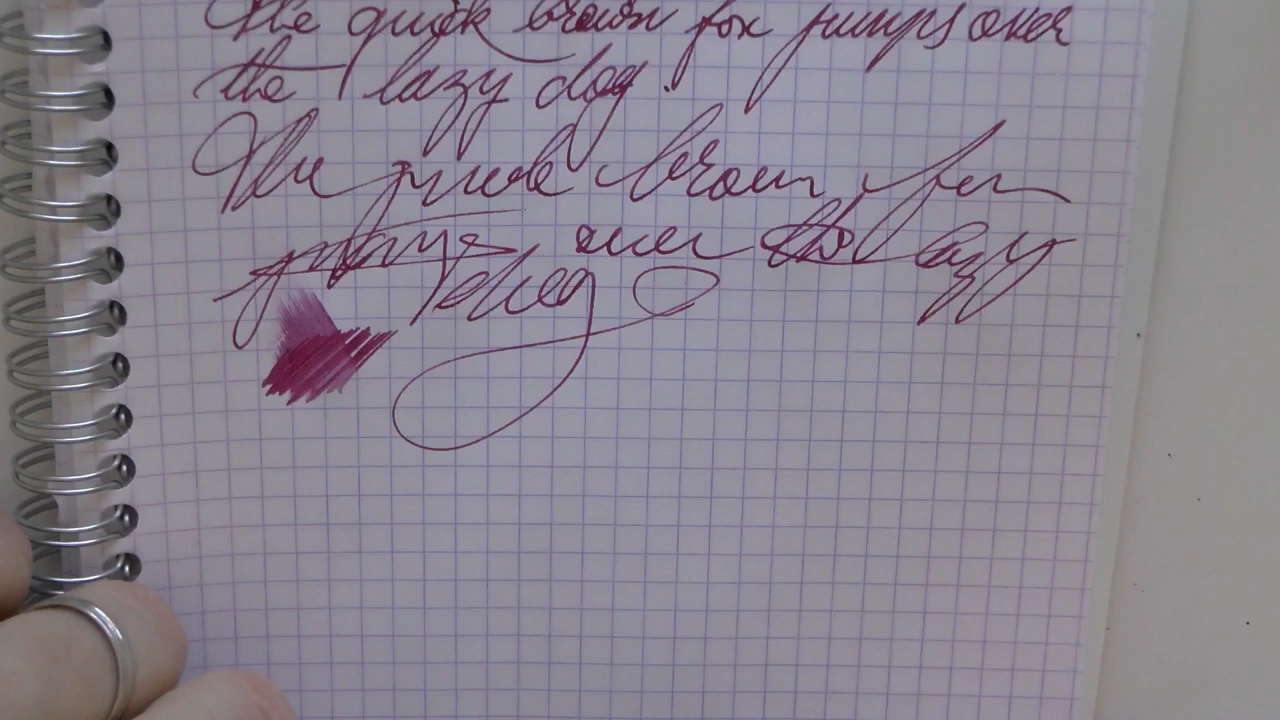 The quick brown fox jumps over
the lazy dog.
The quick brown fox
jumps over the lazy
dog